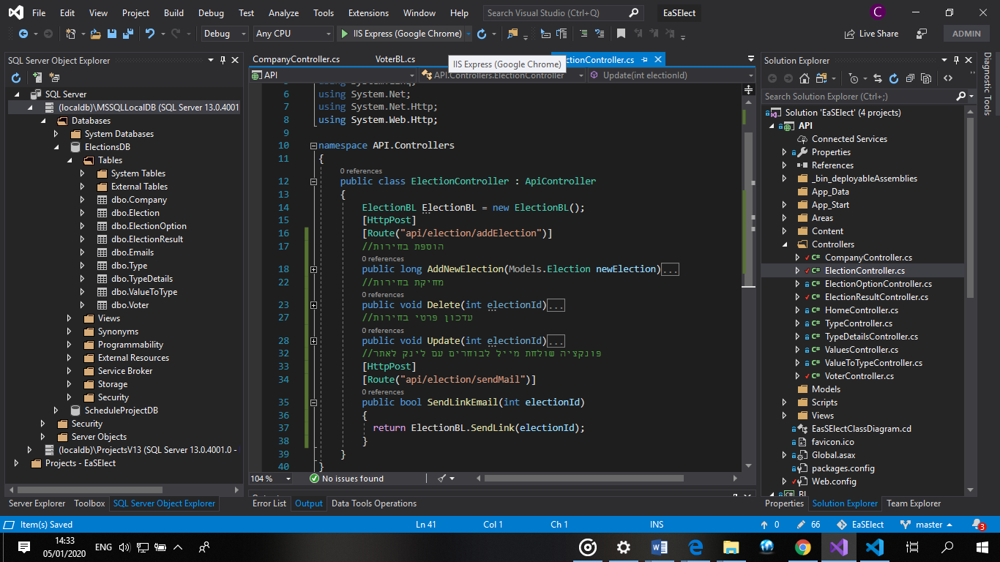 File Edit View Project Build Debug Test Analyze Tools Extensions Window Help Search Visual Studio (Ctrl+Q) EaSElect C
Debug Any CPU IIS Express (Google Chrome) Live Share ADMIN
SQL Server Object Explorer
SQL Server
(localdb)\MSSQLLocalDB (SQL Server 13.0.4001
Databases
System Databases
ElectionsDB
Tables
System Tables
External Tables
dbo.Company
dbo.Election
dbo.ElectionOption
dbo.ElectionResult
dbo.Emails
dbo.Type
dbo.TypeDetails
dbo.ValueToType
dbo.Voter
Views
Synonyms
Programmability
External Resources
Service Broker
Storage
Security
ScheduleProjectDB
Security
Server Objects
(localdb)\ProjectsV13 (SQL Server 13.0.4001.0 -
Projects - EaSElect
Server Explorer Toolbox SQL Server Object Explorer
CompanyController.cs VoterBL.cs ctionController.cs
IIS Express (Google Chrome)
API API.Controllers.ElectionController Update(int electionId)
6 using System.Net;
7 using System.Net.Http;
8 using System.Web.Http;
9
10 namespace API.Controllers
11 {
0 references
12 public class ElectionController : ApiController
13 {
14 ElectionBL ElectionBL = new ElectionBL();
15 [HttpPost]
16 [Route("api/election/addElection")]
17 //הוספת בחירות
0 references
18 public long AddNewElection(Models.Election newElection)...
22 //מחיקת בחירות
0 references
23 public void Delete(int electionId)...
27 //עדכון פרטי בחירות
0 references
28 public void Update(int electionId)...
32 //פונקציה שולחת מייל לבוחרים עם לינק לאתר
33 [HttpPost]
34 [Route("api/election/sendMail")]
0 references
35 public bool SendLinkEmail(int electionId)
36 {
37 return ElectionBL.SendLink(electionId);
38 }
39 }
40 }
104 % No issues found
Error List Output Data Tools Operations
Solution Explorer
Search Solution Explorer (Ctrl+;)
Solution 'EaSElect' (4 projects)
API
Connected Services
Properties
References
_bin_deployableAssemblies
App_Data
App_Start
Areas
Content
Controllers
C# CompanyController.cs
C# ElectionController.cs
C# ElectionOptionController.cs
C# ElectionResultController.cs
C# HomeController.cs
C# TypeController.cs
C# TypeDetailsController.cs
C# ValuesController.cs
C# ValueToTypeController.cs
C# VoterController.cs
Models
Scripts
Views
EasSElectClassDiagram.cd
favicon.ico
Global.asax
packages.config
Web.config
Properties Solution Explorer Team Explorer
Diagnostic Tools
Item(s) Saved Ln 41 Col 1 Ch 1 INS 0 66 EaSElect master 3
14:33
05/01/2020
ENG